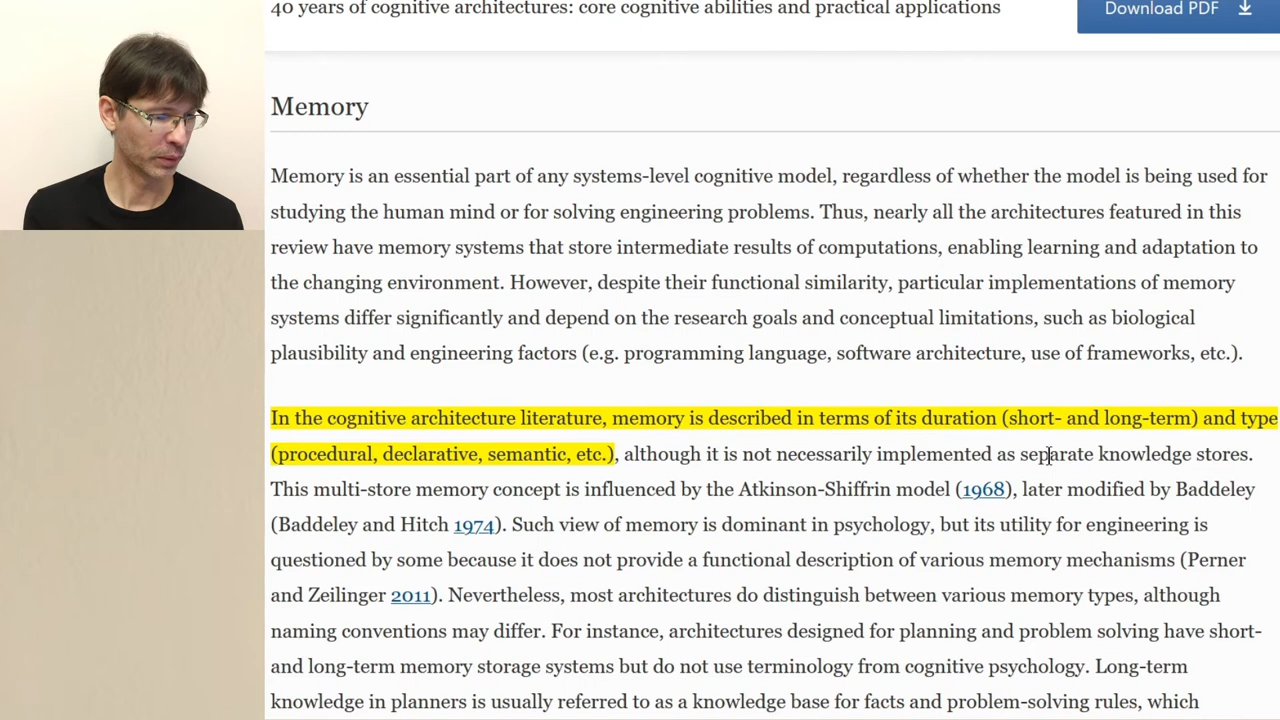 40 years of cognitive architectures: core cognitive abilities and practical applications
Download PDF
Memory
Memory is an essential part of any systems-level cognitive model, regardless of whether the model is being used for
studying the human mind or for solving engineering problems. Thus, nearly all the architectures featured in this
review have memory systems that store intermediate results of computations, enabling learning and adaptation to
the changing environment. However, despite their functional similarity, particular implementations of memory
systems differ significantly and depend on the research goals and conceptual limitations, such as biological
plausibility and engineering factors (e.g. programming language, software architecture, use of frameworks, etc.).
In the cognitive architecture literature, memory is described in terms of its duration (short- and long-term) and type
(procedural, declarative, semantic, etc.), although it is not necessarily implemented as separate knowledge stores.
This multi-store memory concept is influenced by the Atkinson-Shiffrin model (1968), later modified by Baddeley
(Baddeley and Hitch 1974). Such view of memory is dominant in psychology, but its utility for engineering is
questioned by some because it does not provide a functional description of various memory mechanisms (Perner
and Zeilinger 2011). Nevertheless, most architectures do distinguish between various memory types, although
naming conventions may differ. For instance, architectures designed for planning and problem solving have short-
and long-term memory storage systems but do not use terminology from cognitive psychology. Long-term
knowledge in planners is usually referred to as a knowledge base for facts and problem-solving rules, which